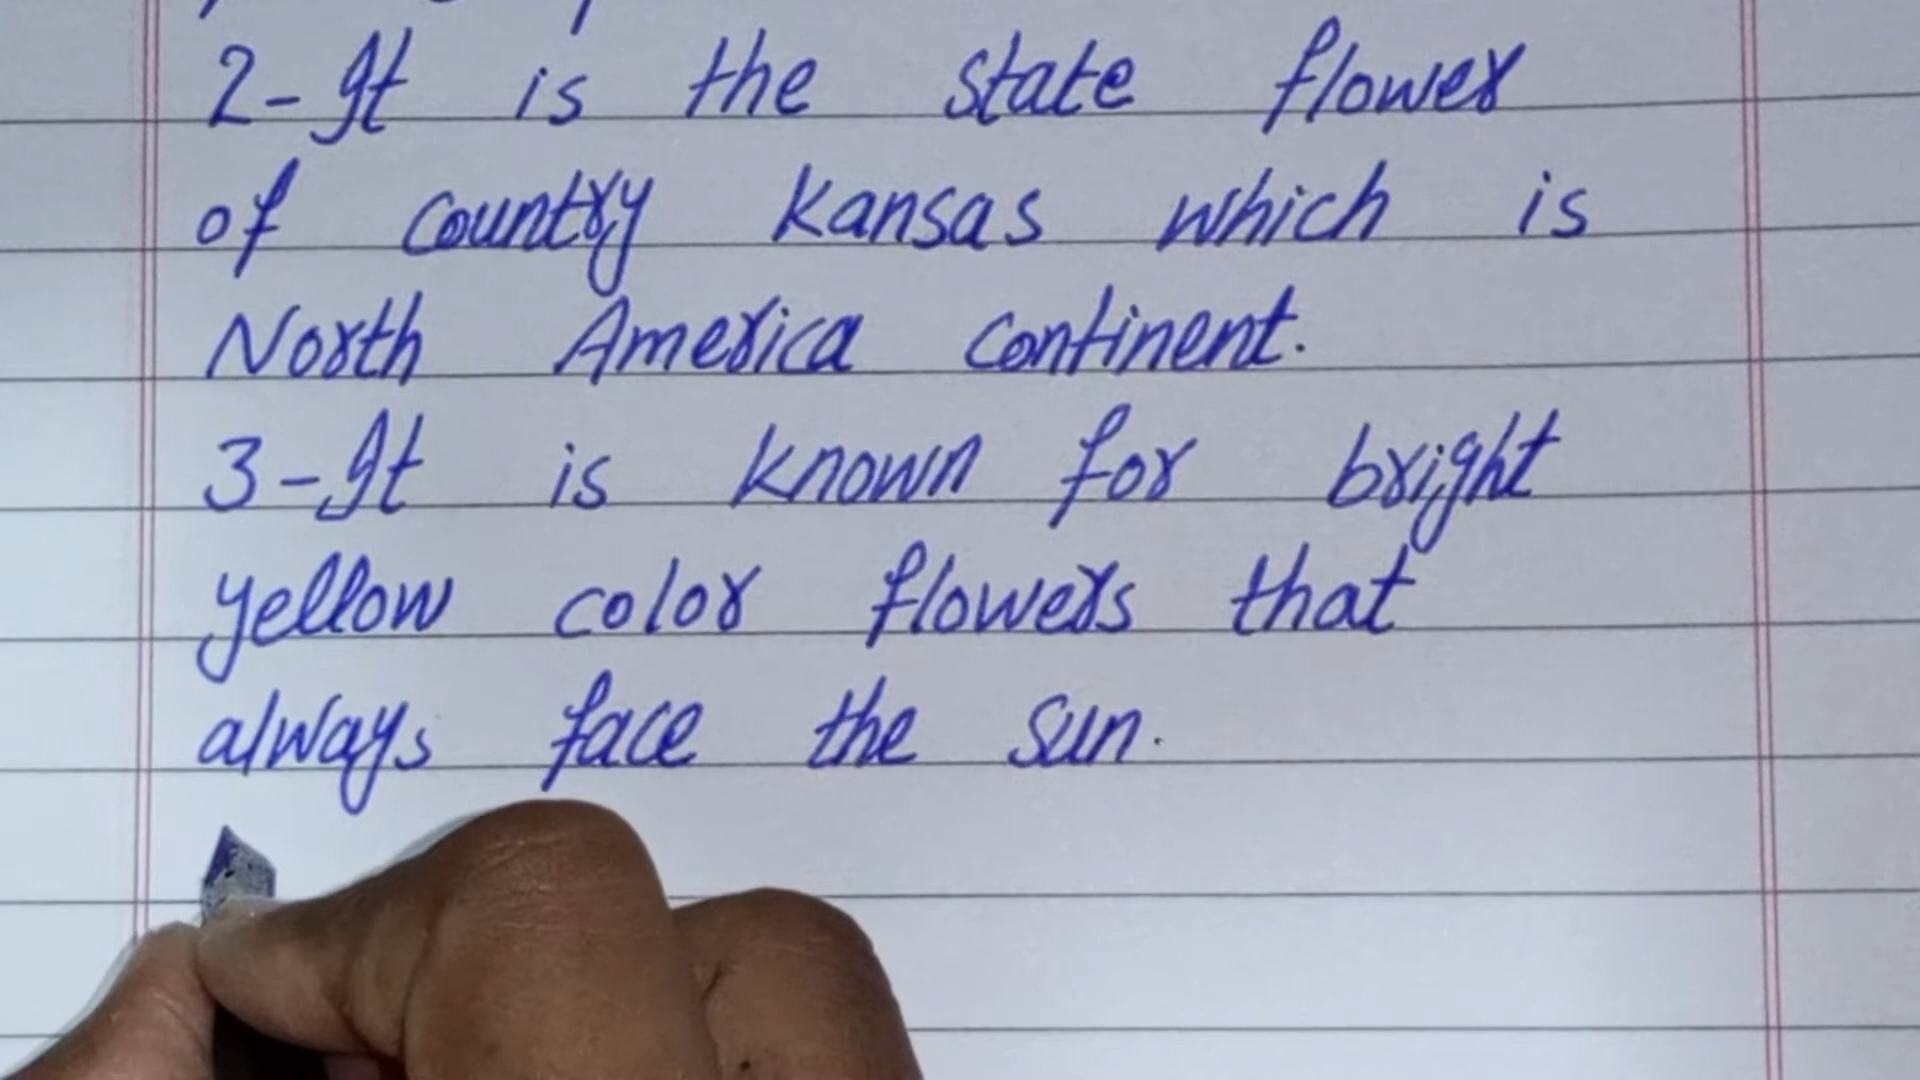 2- It is the state flower
of country Kansas which is
North America continent.
3- It is known for bright
yellow color flowers that
always face the sun.